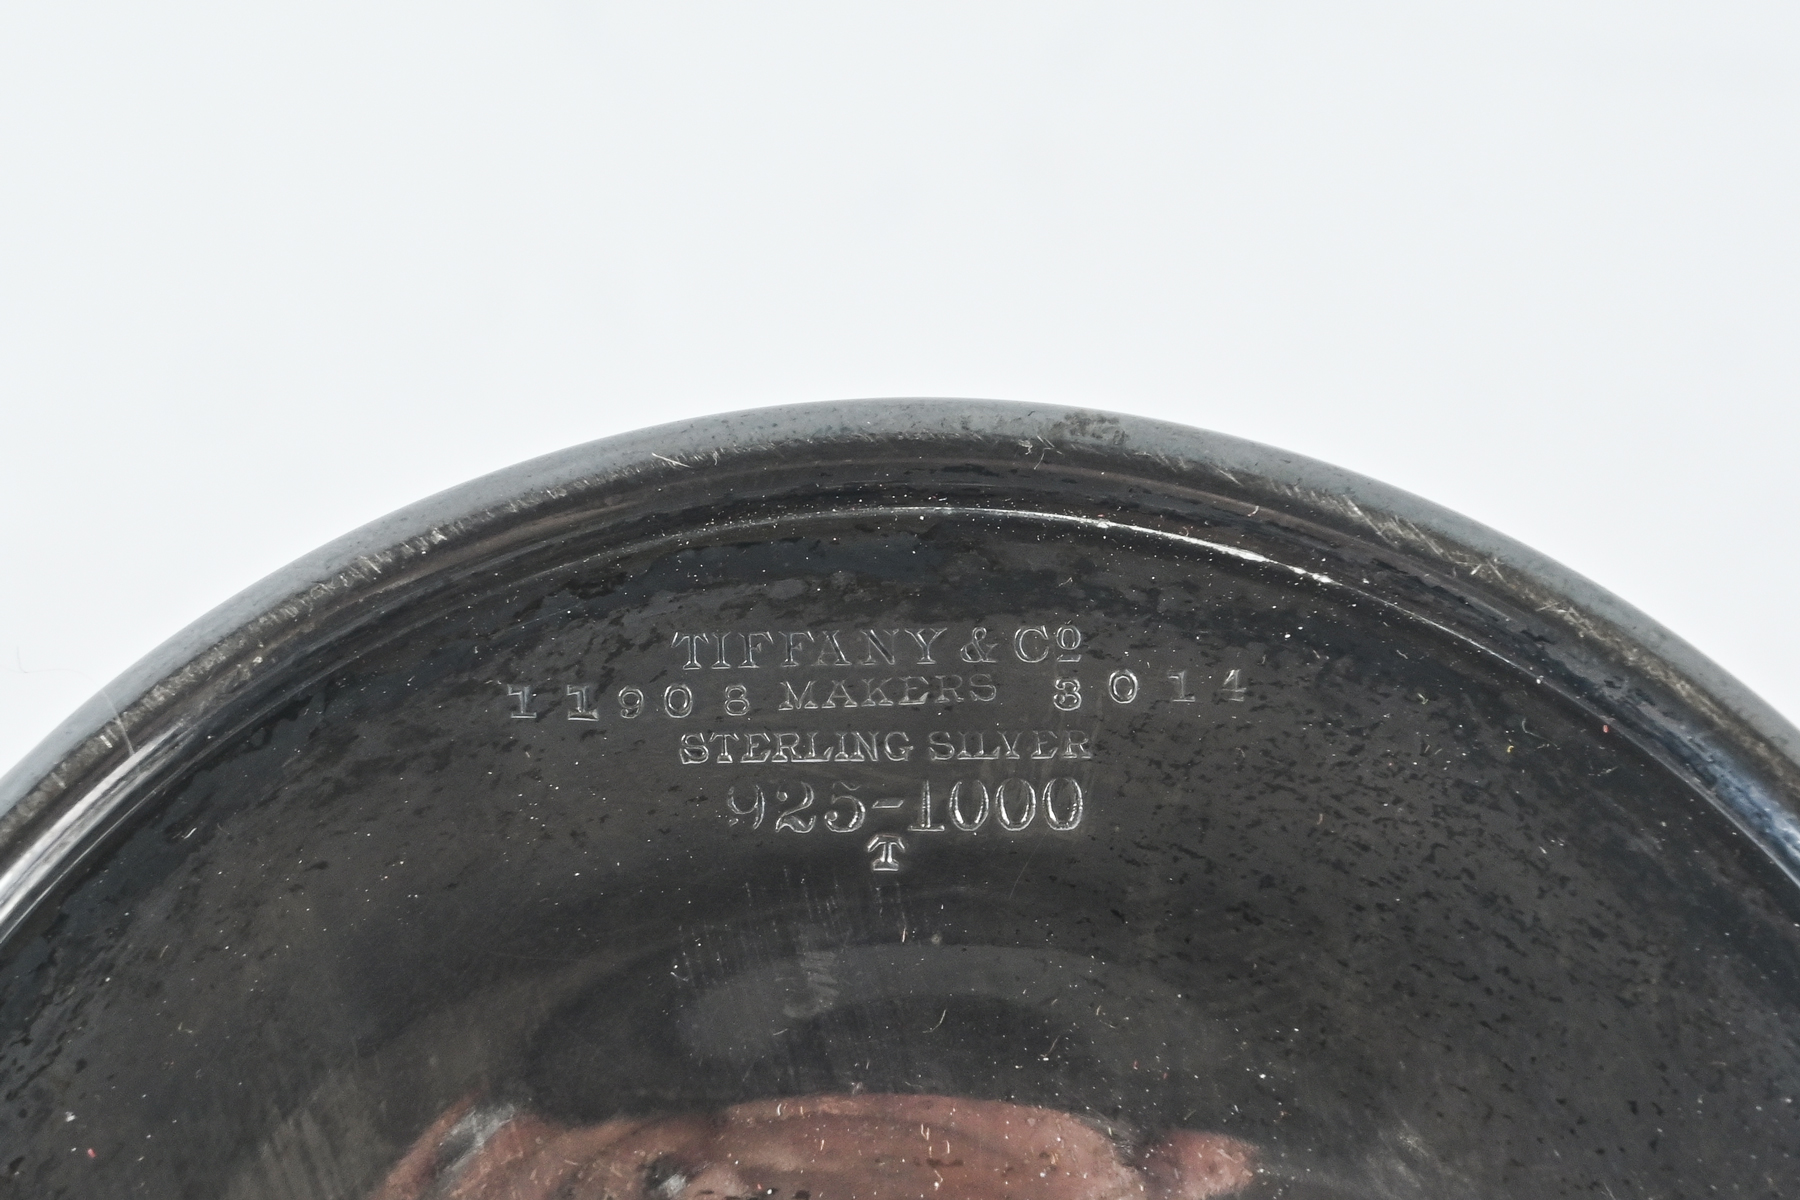 TIFFANY & Cº
11908 MAKERS 3014
STERLING SILVER
925-1000
T